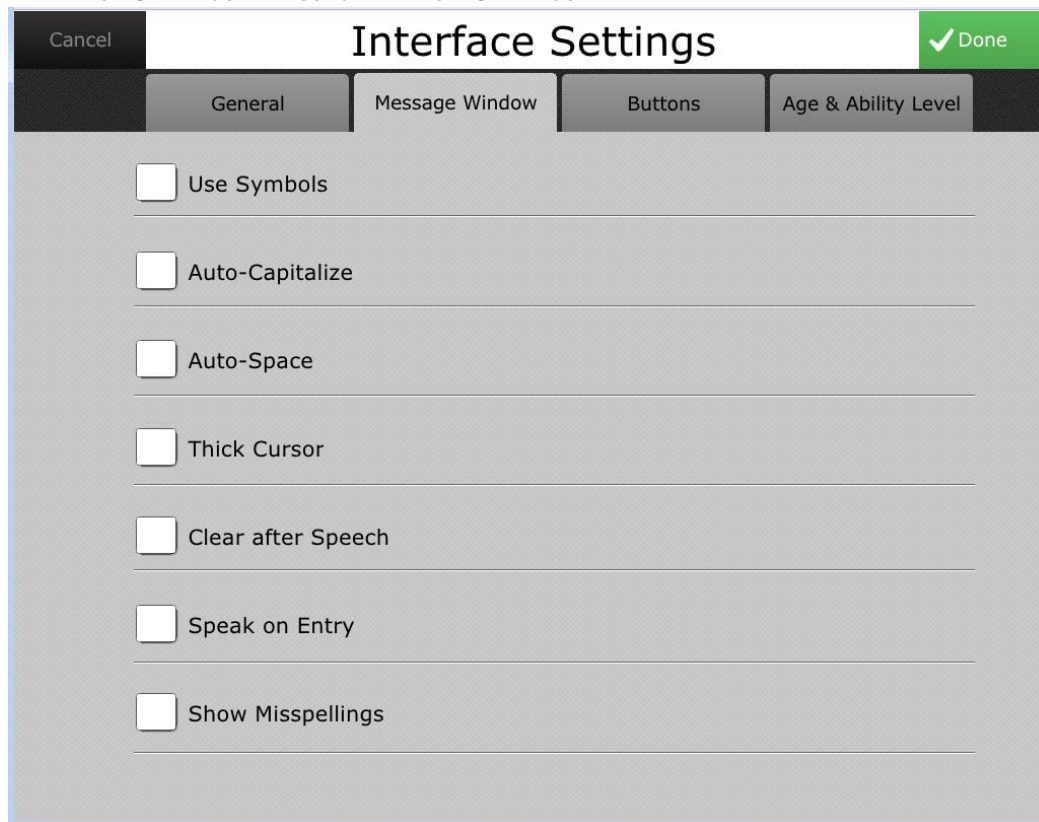 Cancel
Interface Settings
Done
General
Message Window
Buttons
Age & Ability Level
Use Symbols
Auto-Capitalize
Auto-Space
Thick Cursor
Clear after Speech
Speak on Entry
Show Misspellings